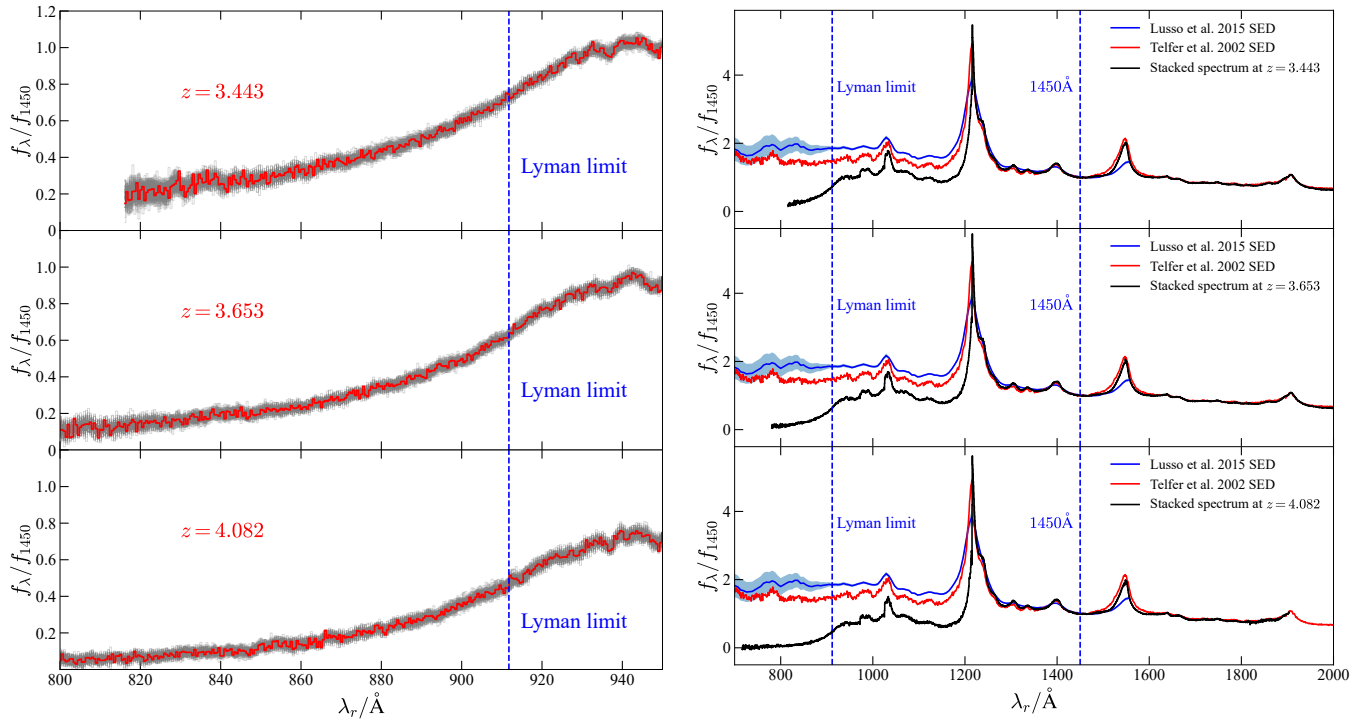 1.2
1.0
0.8
0.6
0.4
0.2
0
f_λ/f_1450
z = 3.443
Lyman limit
1.0
0.8
0.6
0.4
0.2
0
f_λ/f_1450
z = 3.653
Lyman limit
1.0
0.8
0.6
0.4
0.2
f_λ/f_1450
z = 4.082
Lyman limit
800 820 840 860 880 900 920 940
λ_r/Å
4
2
0
f_λ/f_1450
Lyman limit
1450Å
Lusso et al. 2015 SED
Telfer et al. 2002 SED
Stacked spectrum at z = 3.443
4
2
0
f_λ/f_1450
Lyman limit
1450Å
Lusso et al. 2015 SED
Telfer et al. 2002 SED
Stacked spectrum at z = 3.653
4
2
0
f_λ/f_1450
Lyman limit
1450Å
Lusso et al. 2015 SED
Telfer et al. 2002 SED
Stacked spectrum at z = 4.082
800 1000 1200 1400 1600 1800 2000
λ_r/Å